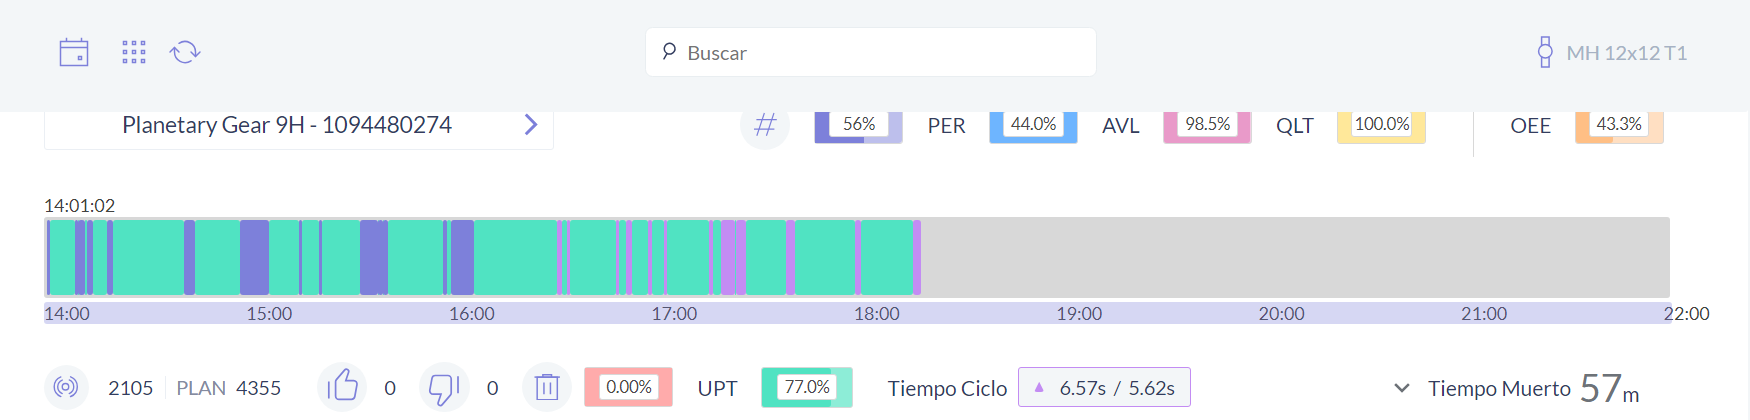 Buscar
MH 12x12 T1
Planetary Gear 9H - 1094480274
# 56% PER 44.0% AVL 98.5% QLT 100.0% OEE 43.3%
14:01:02
14:00 15:00 16:00 17:00 18:00 19:00 20:00 21:00 22:00
2105 PLAN 4355 0 0 0.00% UPT 77.0% Tiempo Ciclo 6.57s / 5.62s Tiempo Muerto 57m